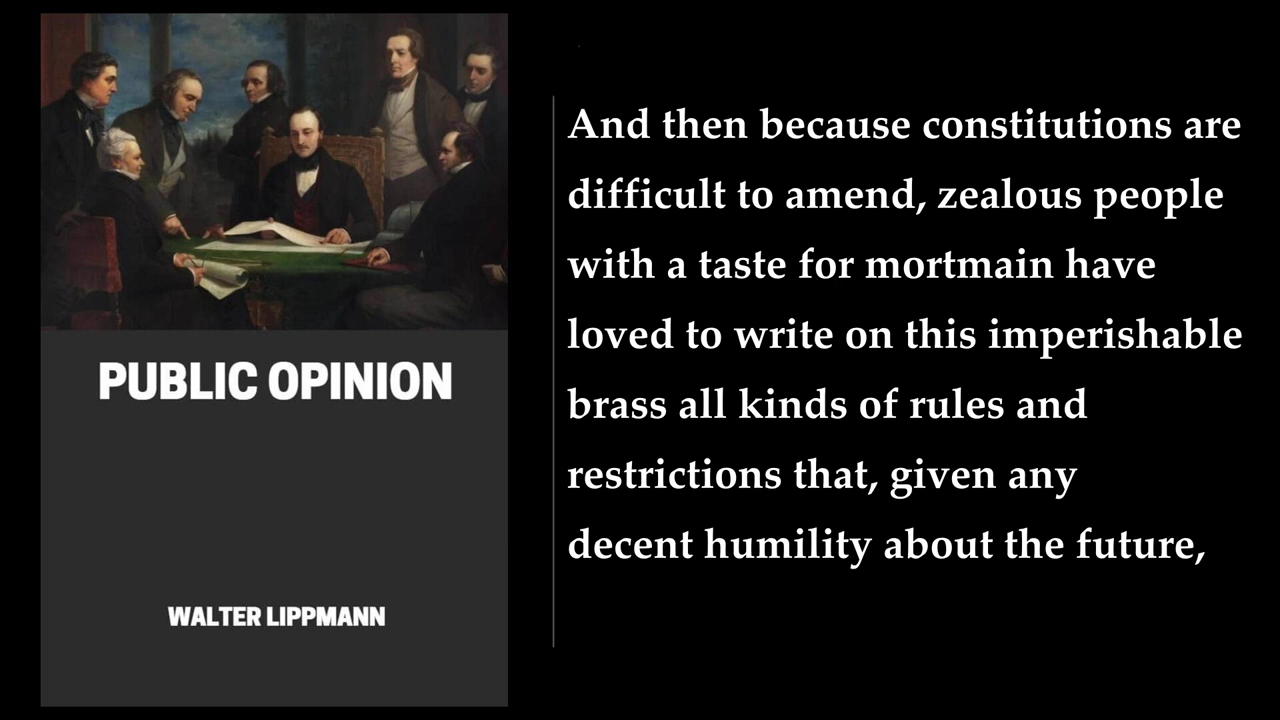 PUBLIC OPINION
WALTER LIPPMANN
And then because constitutions are
difficult to amend, zealous people
with a taste for mortmain have
loved to write on this imperishable
brass all kinds of rules and
restrictions that, given any
decent humility about the future,